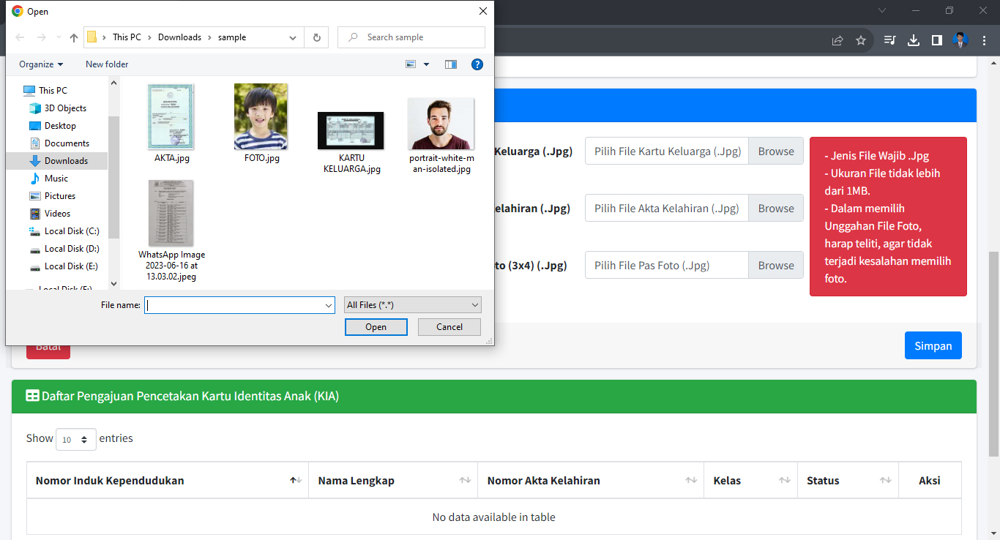 Open
This PC
Downloads
sample
Search sample
Organize
New folder
This PC
3D Objects
Desktop
Documents
Downloads
Music
Pictures
Videos
Local Disk (C:)
Local Disk (D:)
Local Disk (E:)
Local Disk (F:)
AKTA.jpg
FOTO.jpg
KARTU
KELUARGA.jpg
portrait-white-m
an-isolated.jpg
WhatsApp Image
2023-06-16 at
13.03.02.jpeg
File name:
All Files (*.*)
Open
Cancel
Keluarga (.Jpg)
Pilih File Kartu Keluarga (.Jpg)
Browse
elahiran (.Jpg)
Pilih File Akta Kelahiran (.Jpg)
Browse
to (3x4) (.Jpg)
Pilih File Pas Foto (.Jpg)
Browse
- Jenis File Wajib .Jpg
- Ukuran File tidak lebih
dari 1MB.
- Dalam memilih
Unggahan File Foto,
harap teliti, agar tidak
terjadi kesalahan memilih
foto.
Batal
Simpan
Daftar Pengajuan Pencetakan Kartu Identitas Anak (KIA)
Show 10 entries
Nomor Induk Kependudukan
Nama Lengkap
Nomor Akta Kelahiran
Kelas
Status
Aksi
No data available in table